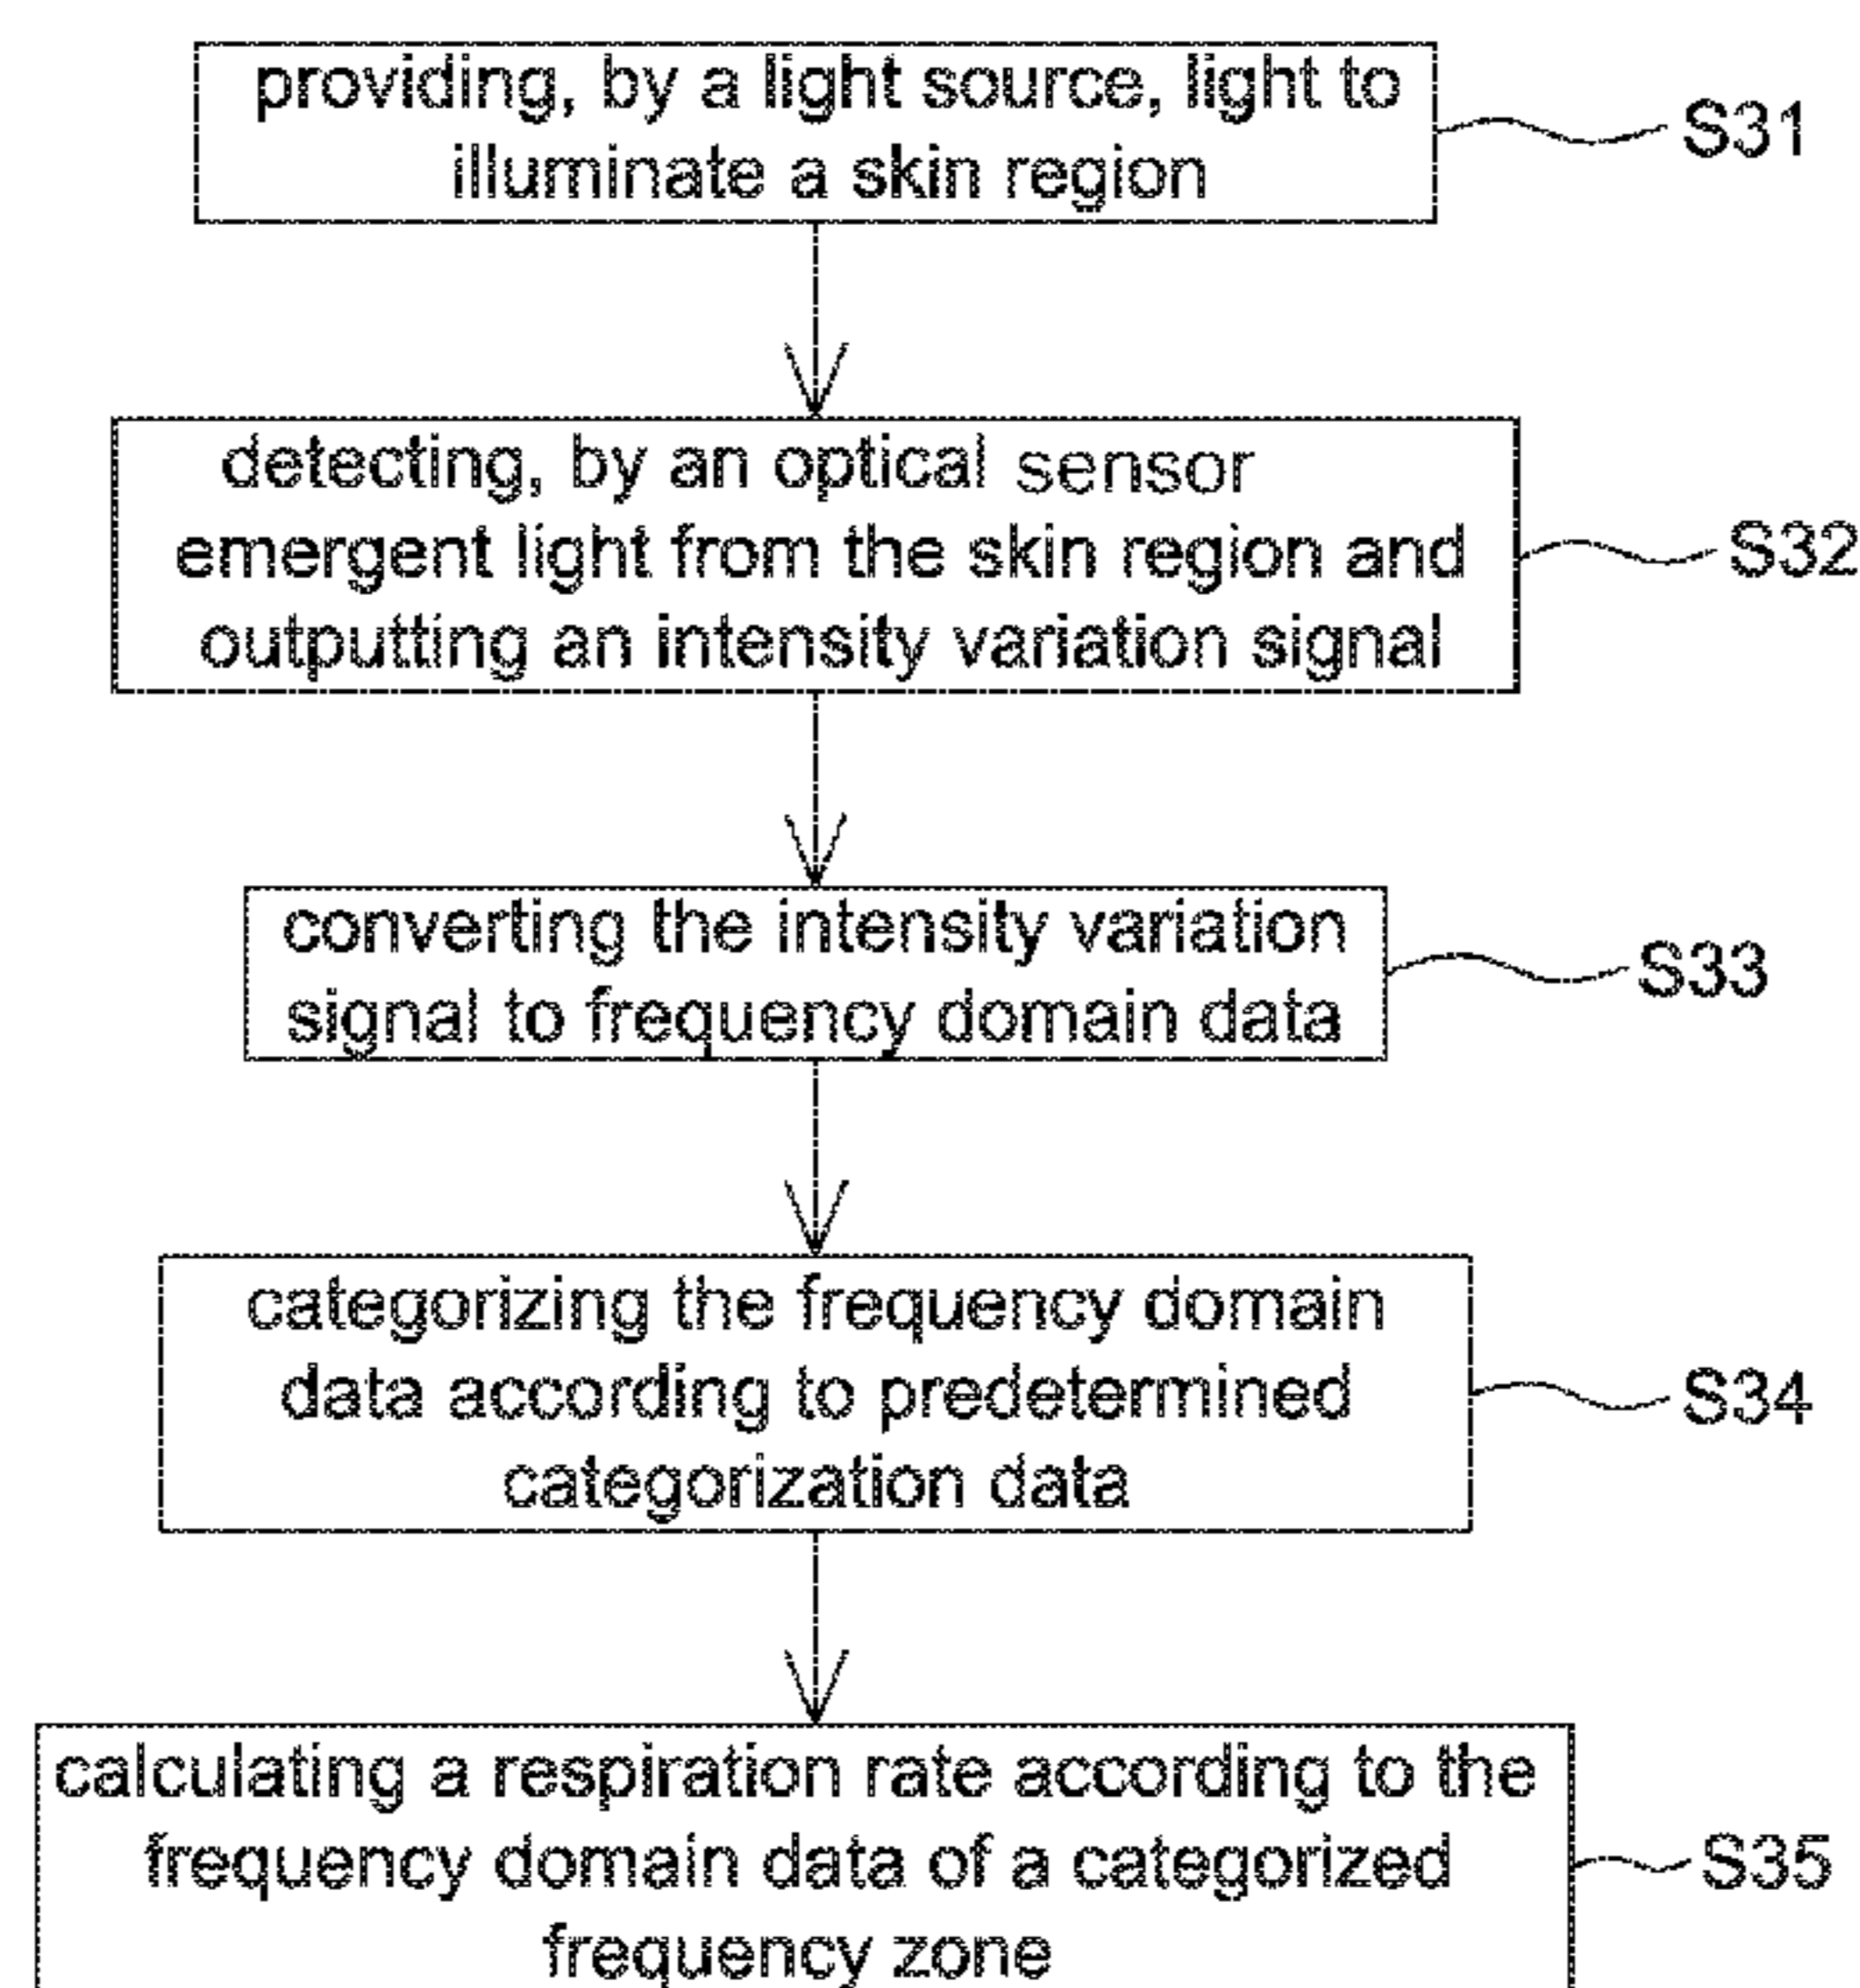 providing, by a light source, light to
illuminate a skin region
S31
detecting, by an optical sensor
emergent light from the skin region and
outputting an intensity variation signal
S32
converting the intensity variation
signal to frequency domain data
S33
categorizing the frequency domain
data according to predetermined
categorization data
S34
calculating a respiration rate according to the
frequency domain data of a categorized
frequency zone
S35